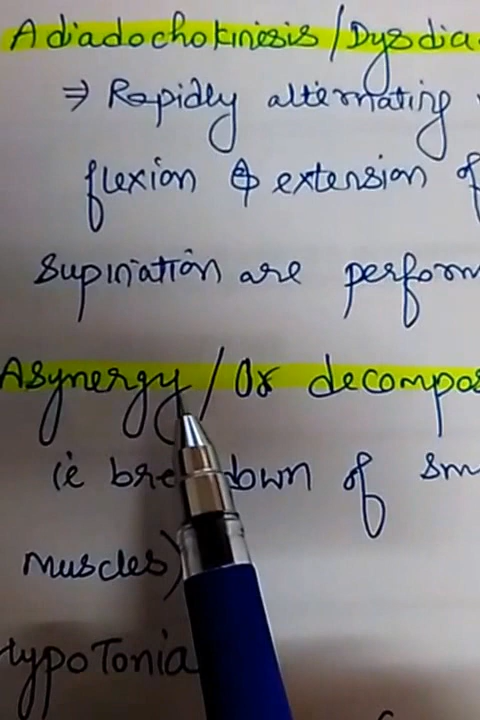 Adiadochokinesis / Dysdia
⇒ Rapidly alternating
flexion & extension of
Supination are perform
Asynergy / Or decompos
ie bre down of sm
muscles)
HypoTonia